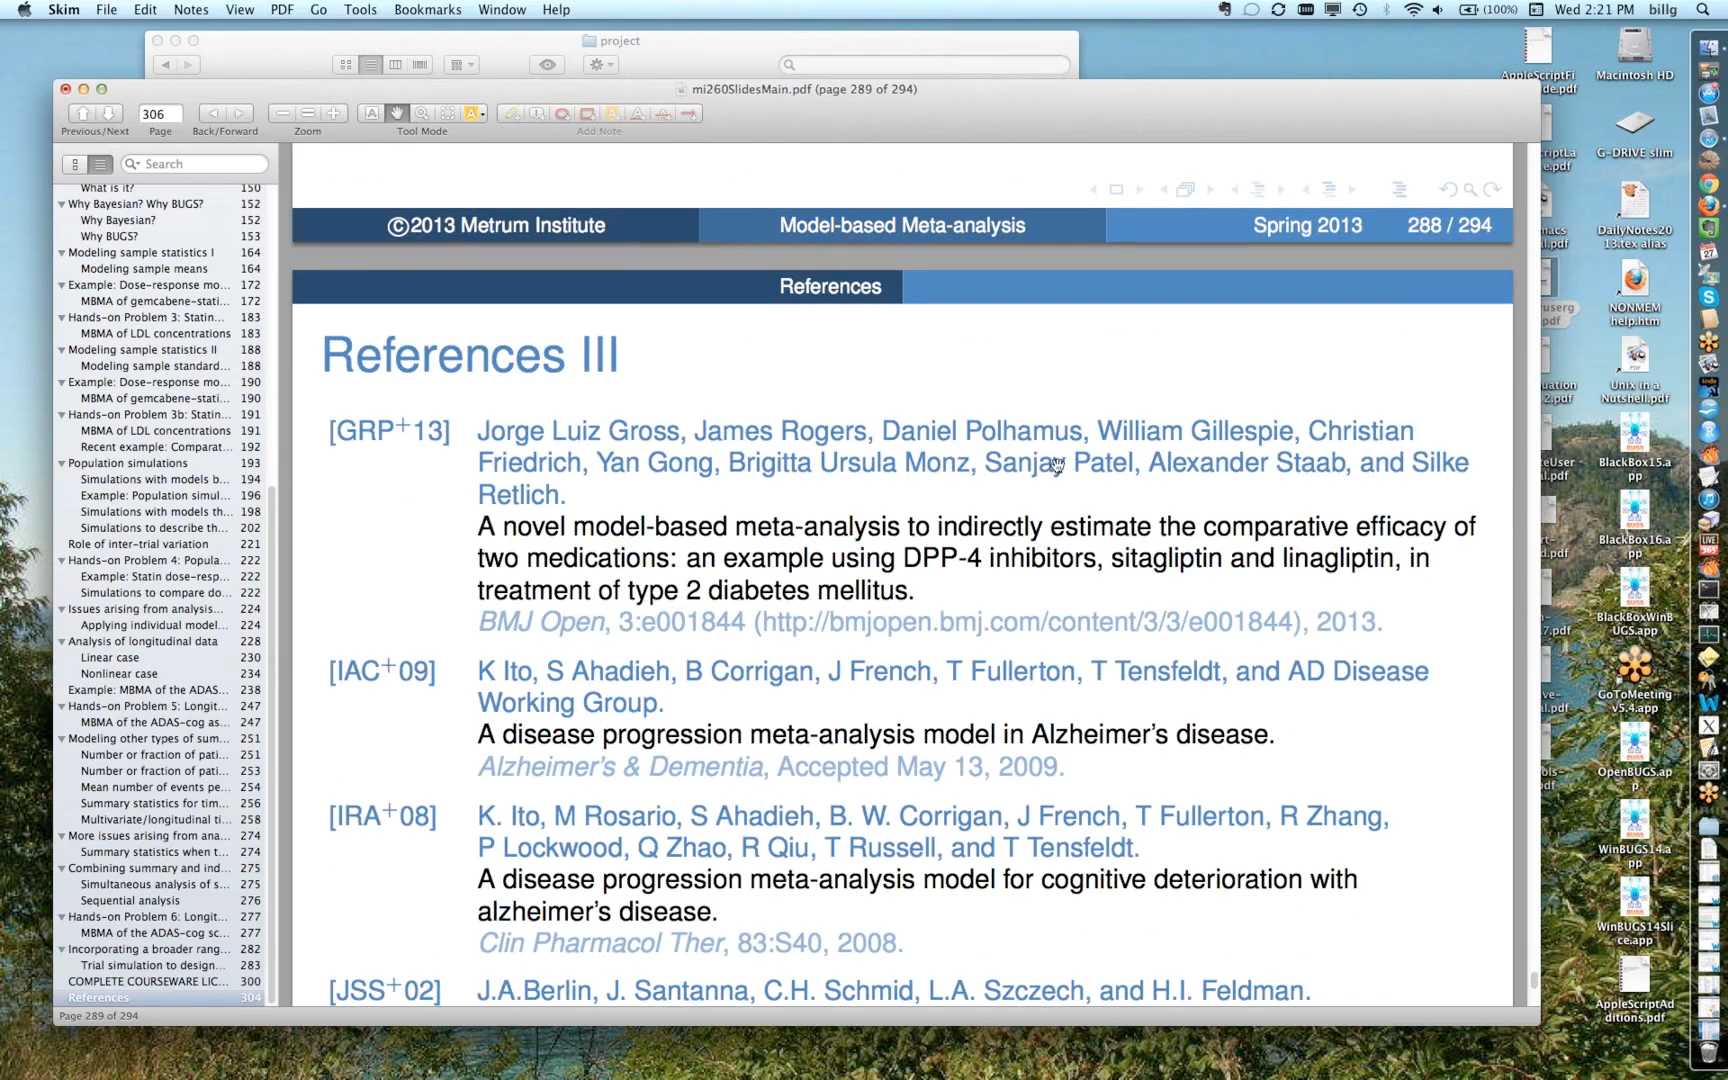 Skim File Edit Notes View PDF Go Tools Bookmarks Window Help
(100%) Wed 2:21 PM billg
project
mi260SlidesMain.pdf (page 289 of 294)
306
Previous/Next Page Back/Forward Zoom Tool Mode Add Note
Search
What is it? 150
Why Bayesian? Why BUGS? 152
Why Bayesian? 152
Why BUGS? 153
Modeling sample statistics I 164
Modeling sample means 164
Example: Dose-response mo... 172
MBMA of gemcabene-stati... 172
Hands-on Problem 3: Statin... 183
MBMA of LDL concentrations 183
Modeling sample statistics II 188
Modeling sample standard... 188
Example: Dose-response mo... 190
MBMA of gemcabene-stati... 190
Hands-on Problem 3b: Statin... 191
MBMA of LDL concentrations 191
Recent example: Comparat... 192
Population simulations 193
Simulations with models b... 194
Example: Population simul... 196
Simulations with models th... 198
Simulations to describe th... 202
Role of inter-trial variation 221
Hands-on Problem 4: Popula... 222
Example: Statin dose-resp... 222
Simulations to compare do... 222
Issues arising from analysis... 224
Applying individual model... 224
Analysis of longitudinal data 228
Linear case 230
Nonlinear case 234
Example: MBMA of the ADAS... 238
Hands-on Problem 5: Longit... 247
MBMA of the ADAS-cog as... 247
Modeling other types of sum... 251
Number or fraction of pati... 251
Number or fraction of pati... 253
Mean number of events pe... 254
Summary statistics for tim... 256
Multivariate/longitudinal ti... 258
More issues arising from ana... 274
Summary statistics when t... 274
Combining summary and ind... 275
Simultaneous analysis of s... 275
Sequential analysis 276
Hands-on Problem 6: Longit... 277
MBMA of the ADAS-cog sc... 277
Incorporating a broader rang... 282
Trial simulation to design... 283
COMPLETE COURSEWARE LIC... 300
References 304
Page 289 of 294
©2013 Metrum Institute Model-based Meta-analysis Spring 2013 288 / 294
References
References III
[GRP+13] Jorge Luiz Gross, James Rogers, Daniel Polhamus, William Gillespie, Christian
Friedrich, Yan Gong, Brigitta Ursula Monz, Sanjay Patel, Alexander Staab, and Silke
Retlich.
A novel model-based meta-analysis to indirectly estimate the comparative efficacy of
two medications: an example using DPP-4 inhibitors, sitagliptin and linagliptin, in
treatment of type 2 diabetes mellitus.
BMJ Open, 3:e001844 (http://bmjopen.bmj.com/content/3/3/e001844), 2013.
[IAC+09] K Ito, S Ahadieh, B Corrigan, J French, T Fullerton, T Tensfeldt, and AD Disease
Working Group.
A disease progression meta-analysis model in Alzheimer's disease.
Alzheimer's & Dementia, Accepted May 13, 2009.
[IRA+08] K. Ito, M Rosario, S Ahadieh, B. W. Corrigan, J French, T Fullerton, R Zhang,
P Lockwood, Q Zhao, R Qiu, T Russell, and T Tensfeldt.
A disease progression meta-analysis model for cognitive deterioration with
alzheimer's disease.
Clin Pharmacol Ther, 83:S40, 2008.
[JSS+02] J.A.Berlin, J. Santanna, C.H. Schmid, L.A. Szczech, and H.I. Feldman.
Macintosh HD
G-DRIVE slim
DailyNotes20
13.tex alias
NONMEM
help.htm
Unix in a
Nutshell.pdf
BlackBox15.a
pp
BlackBox16.a
pp
BlackBoxWinB
UGS.app
GoToMeeting
v5.4.app
OpenBUGS.ap
p
WinBUGS14.a
pp
WinBUGS14Sli
ce.app
AppleScriptAd
ditions.pdf